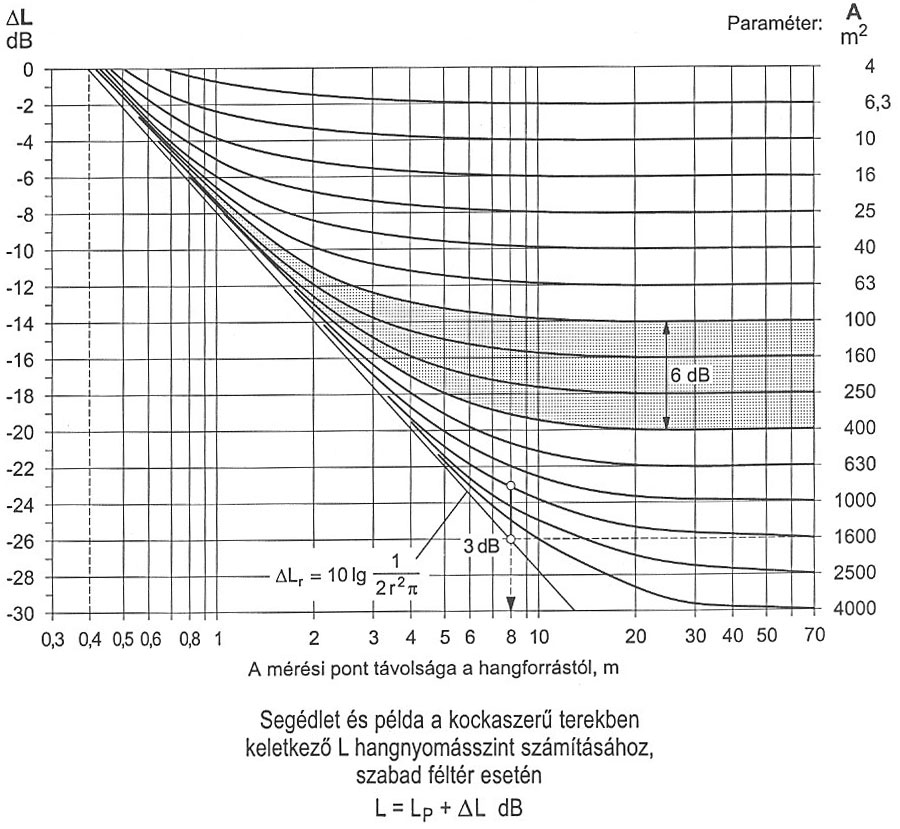 ΔL
dB
Paraméter:
A
m²
0
-2
-4
-6
-8
-10
-12
-14
-16
-18
-20
-22
-24
-26
-28
-30
4
6,3
10
16
25
40
63
100
160
250
400
630
1000
1600
2500
4000
6 dB
3 dB
ΔLr = 10 lg 1/2r²π
0,3 0,4 0,5 0,6 0,8 1 2 3 4 5 6 8 10 20 30 40 50 70
A mérési pont távolsága a hangforrástól, m
Segédlet és példa a kockaszerű terekben
keletkező L hangnyomásszint számításához,
szabad féltér esetén
L = LP + ΔL dB